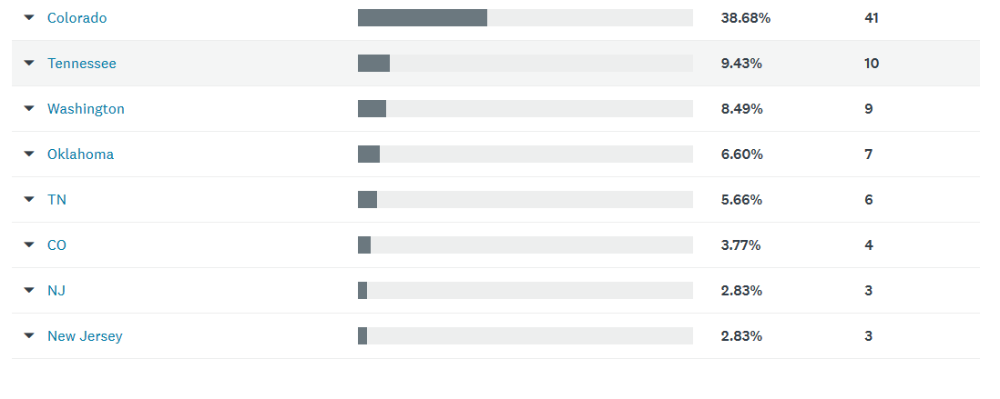 Colorado 38.68% 41
Tennessee 9.43% 10
Washington 8.49% 9
Oklahoma 6.60% 7
TN 5.66% 6
CO 3.77% 4
NJ 2.83% 3
New Jersey 2.83% 3